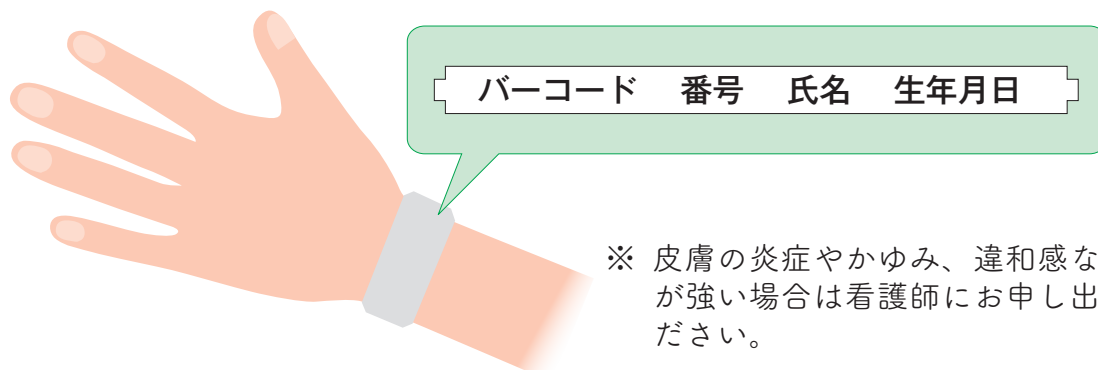 バーコード 番号 氏名 生年月日
※ 皮膚の炎症やかゆみ、違和感な
が強い場合は看護師にお申し出
ださい。